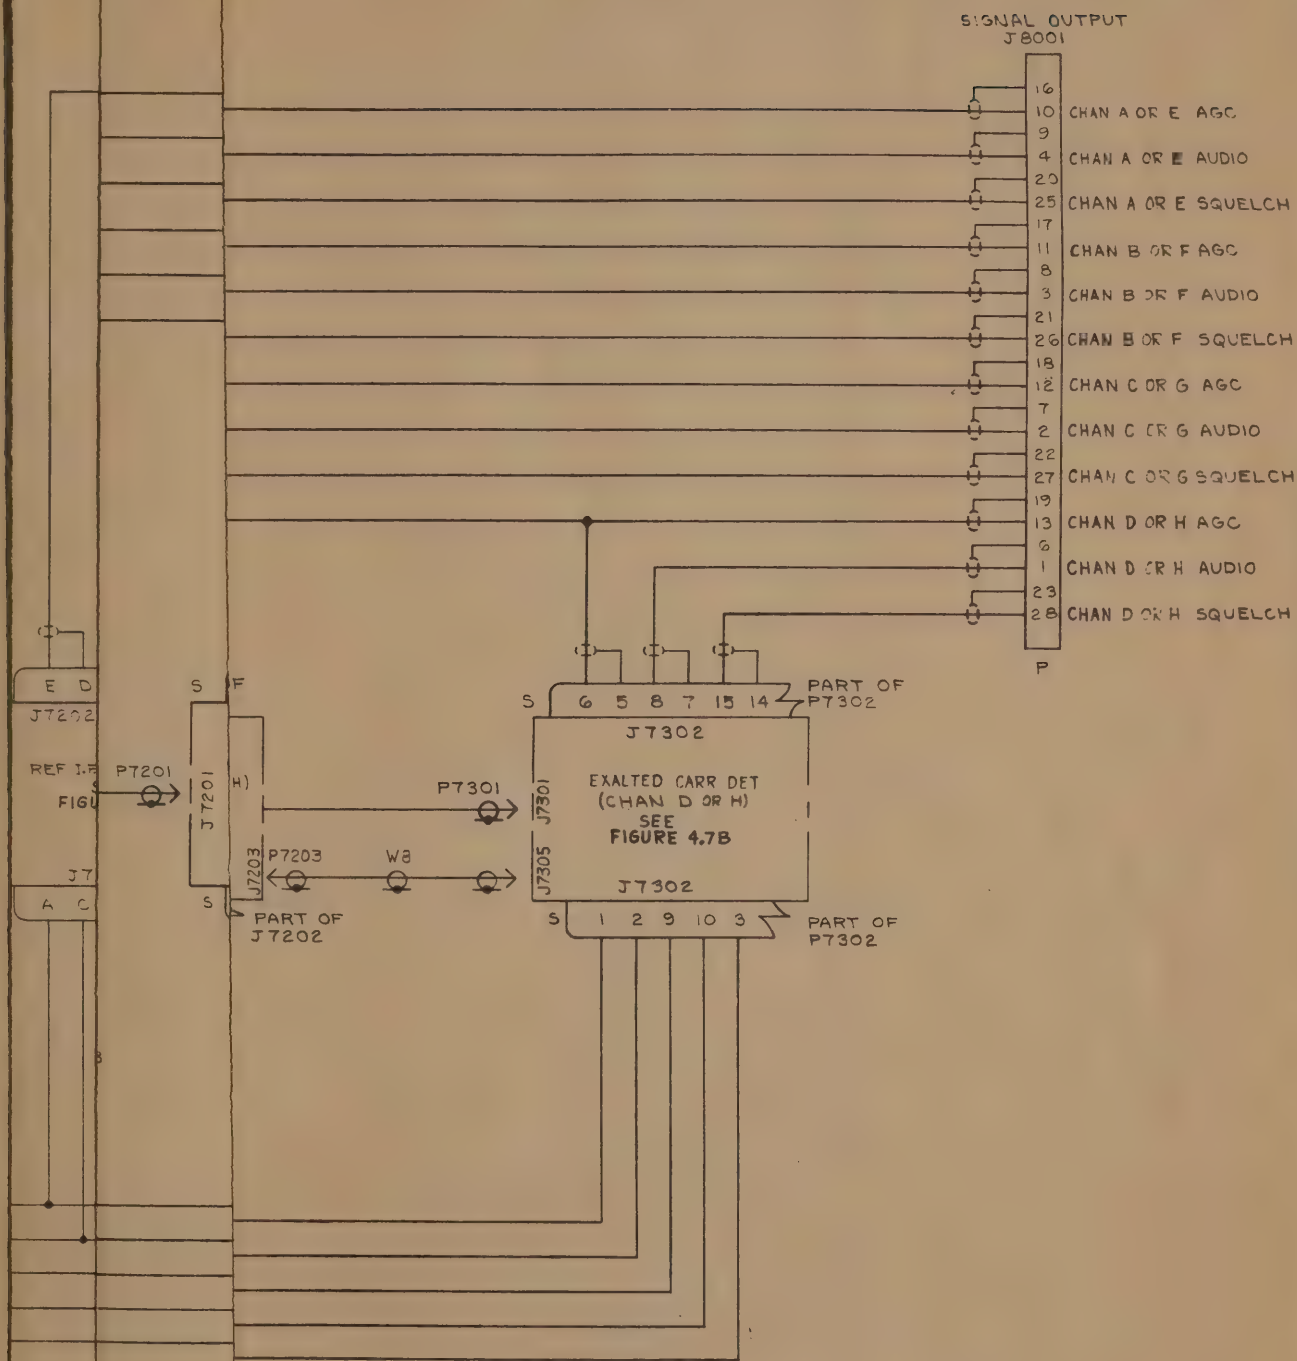 SIGNAL OUTPUT
J8001
16
10 CHAN A OR E AGC
9
4 CHAN A OR E AUDIO
20
25 CHAN A OR E SQUELCH
17
11 CHAN B OR F AGC
8
3 CHAN B OR F AUDIO
21
26 CHAN B OR F SQUELCH
18
12 CHAN C OR G AGC
7
2 CHAN C OR G AUDIO
22
27 CHAN C OR G SQUELCH
19
13 CHAN D OR H AGC
6
1 CHAN D OR H AUDIO
23
28 CHAN D OR H SQUELCH
P
E D
J7202
S F
S 6 5 8 7 15 14
PART OF
P7302
J7302
REF I.F
FIGU
P7201
J7201
H)
P7301
J7301
EXALTED CARR DET
(CHAN D OR H)
SEE
FIGURE 4.7B
J7203
P7203
W8
J7305
J7302
J7
A C
S
PART OF
J7202
S 1 2 9 10 3
PART OF
P7302